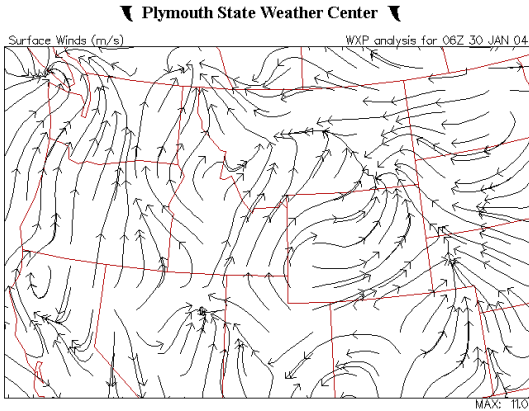 Plymouth State Weather Center
Surface Winds (m/s)
WXP analysis for 06Z 30 JAN 04
MAX: 11.0